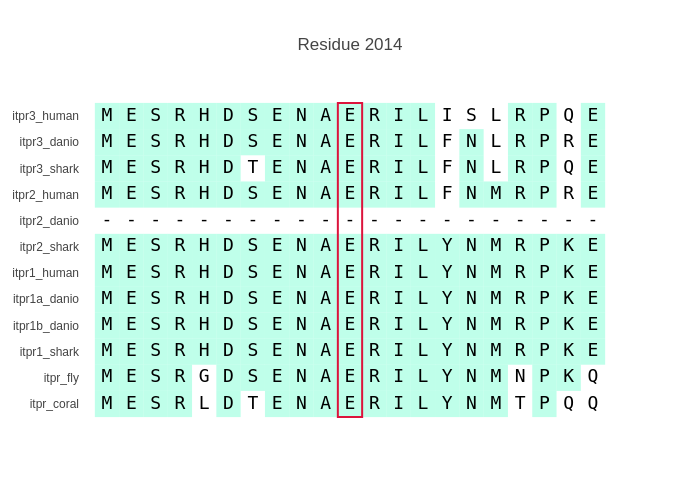 Residue 2014
itpr3_human M E S R H D S E N A E R I L I S L R P Q E
itpr3_danio M E S R H D S E N A E R I L F N L R P R E
itpr3_shark M E S R H D T E N A E R I L F N L R P Q E
itpr2_human M E S R H D S E N A E R I L F N M R P R E
itpr2_danio - - - - - - - - - - - - - - - - - - - - -
itpr2_shark M E S R H D S E N A E R I L Y N M R P K E
itpr1_human M E S R H D S E N A E R I L Y N M R P K E
itpr1a_danio M E S R H D S E N A E R I L Y N M R P K E
itpr1b_danio M E S R H D S E N A E R I L Y N M R P K E
itpr1_shark M E S R H D S E N A E R I L Y N M R P K E
itpr_fly M E S R G D S E N A E R I L Y N M N P K Q
itpr_coral M E S R L D T E N A E R I L Y N M T P Q Q